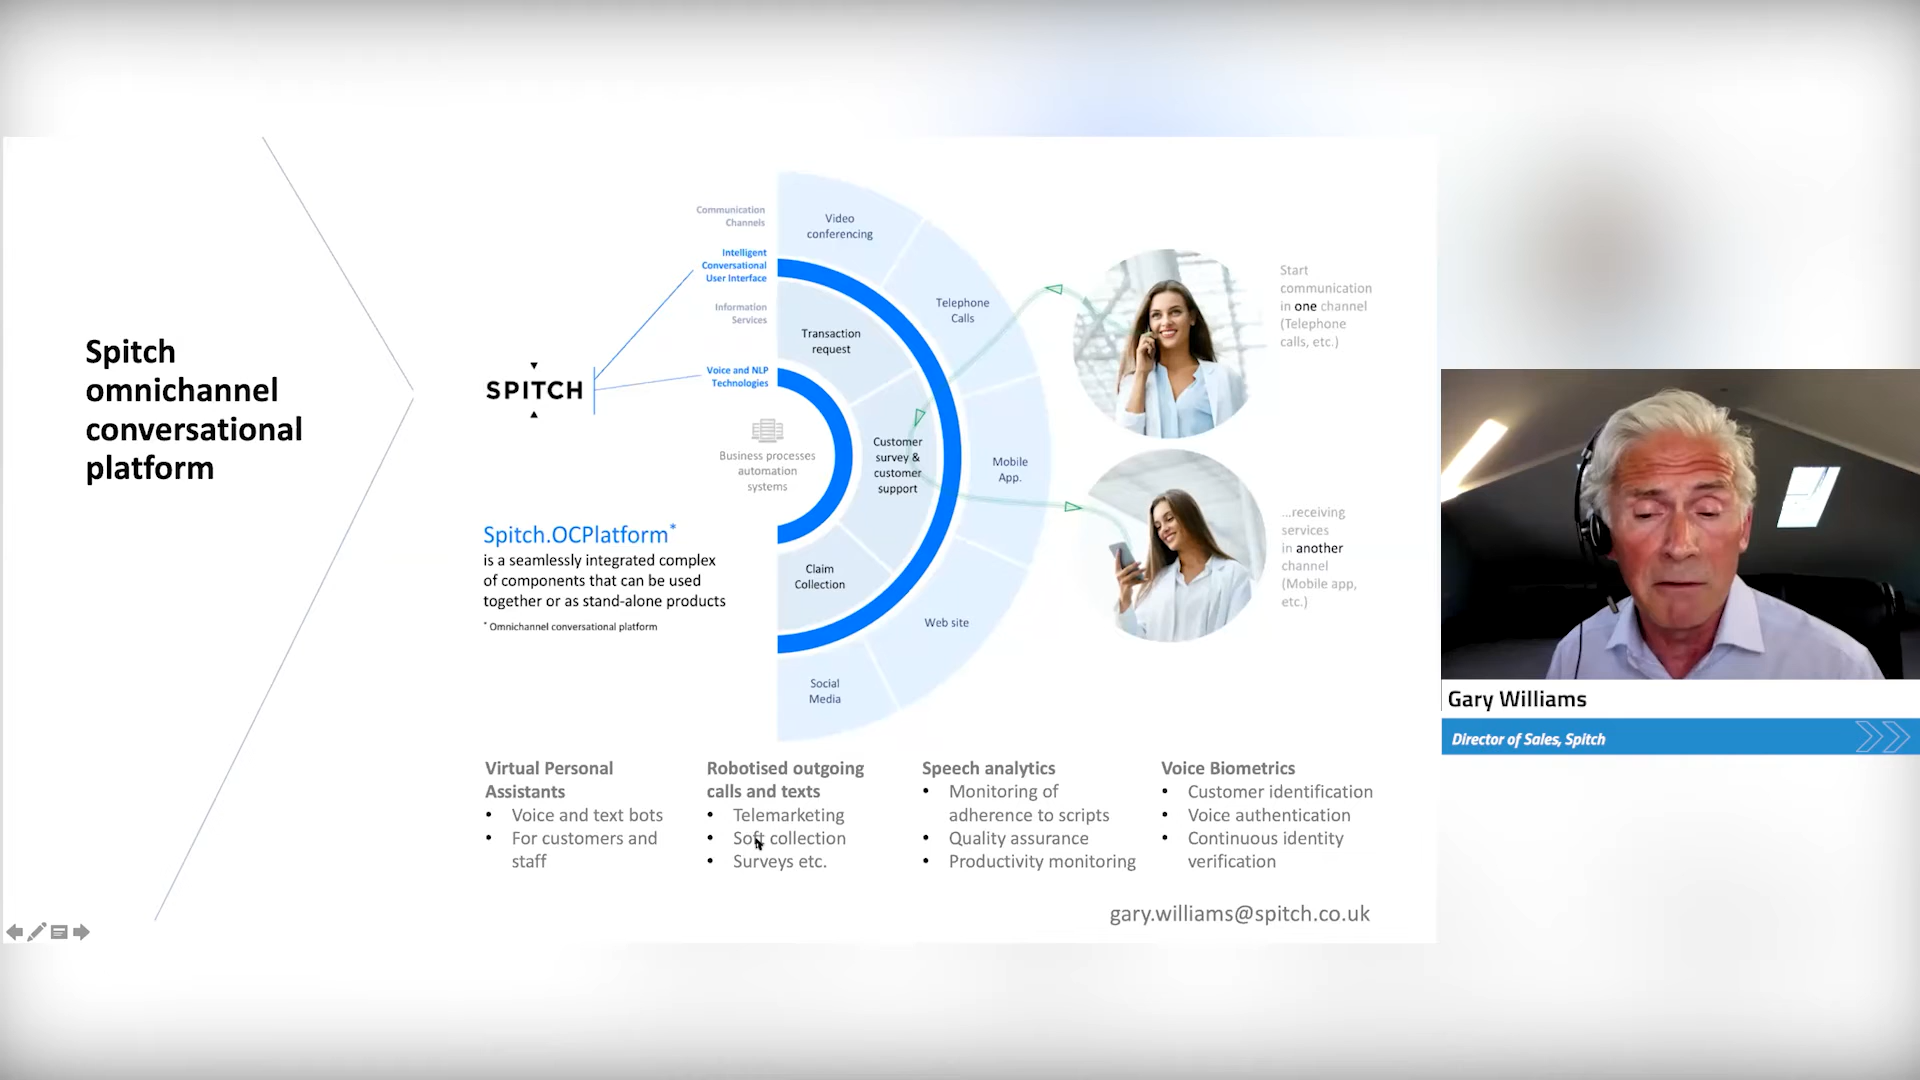 Spitch
omnichannel
conversational
platform
SPITCH
Communication
Channels
Intelligent
Conversational
User Interface
Information
Services
Voice and NLP
Technologies
Business processes
automation
systems
Video
conferencing
Telephone
Calls
Mobile
App.
Web site
Social
Media
Transaction
request
Customer
survey &
customer
support
Claim
Collection
Start
communication
in one channel
(Telephone
calls, etc.)
...receiving
services
in another
channel
(Mobile app,
etc.)
Spitch.OCPlatform*
is a seamlessly integrated complex
of components that can be used
together or as stand-alone products
* Omnichannel conversational platform
Virtual Personal
Assistants
• Voice and text bots
• For customers and
staff
Robotised outgoing
calls and texts
• Telemarketing
• Soft collection
• Surveys etc.
Speech analytics
• Monitoring of
adherence to scripts
• Quality assurance
• Productivity monitoring
Voice Biometrics
• Customer identification
• Voice authentication
• Continuous identity
verification
gary.williams@spitch.co.uk
Gary Williams
Director of Sales, Spitch